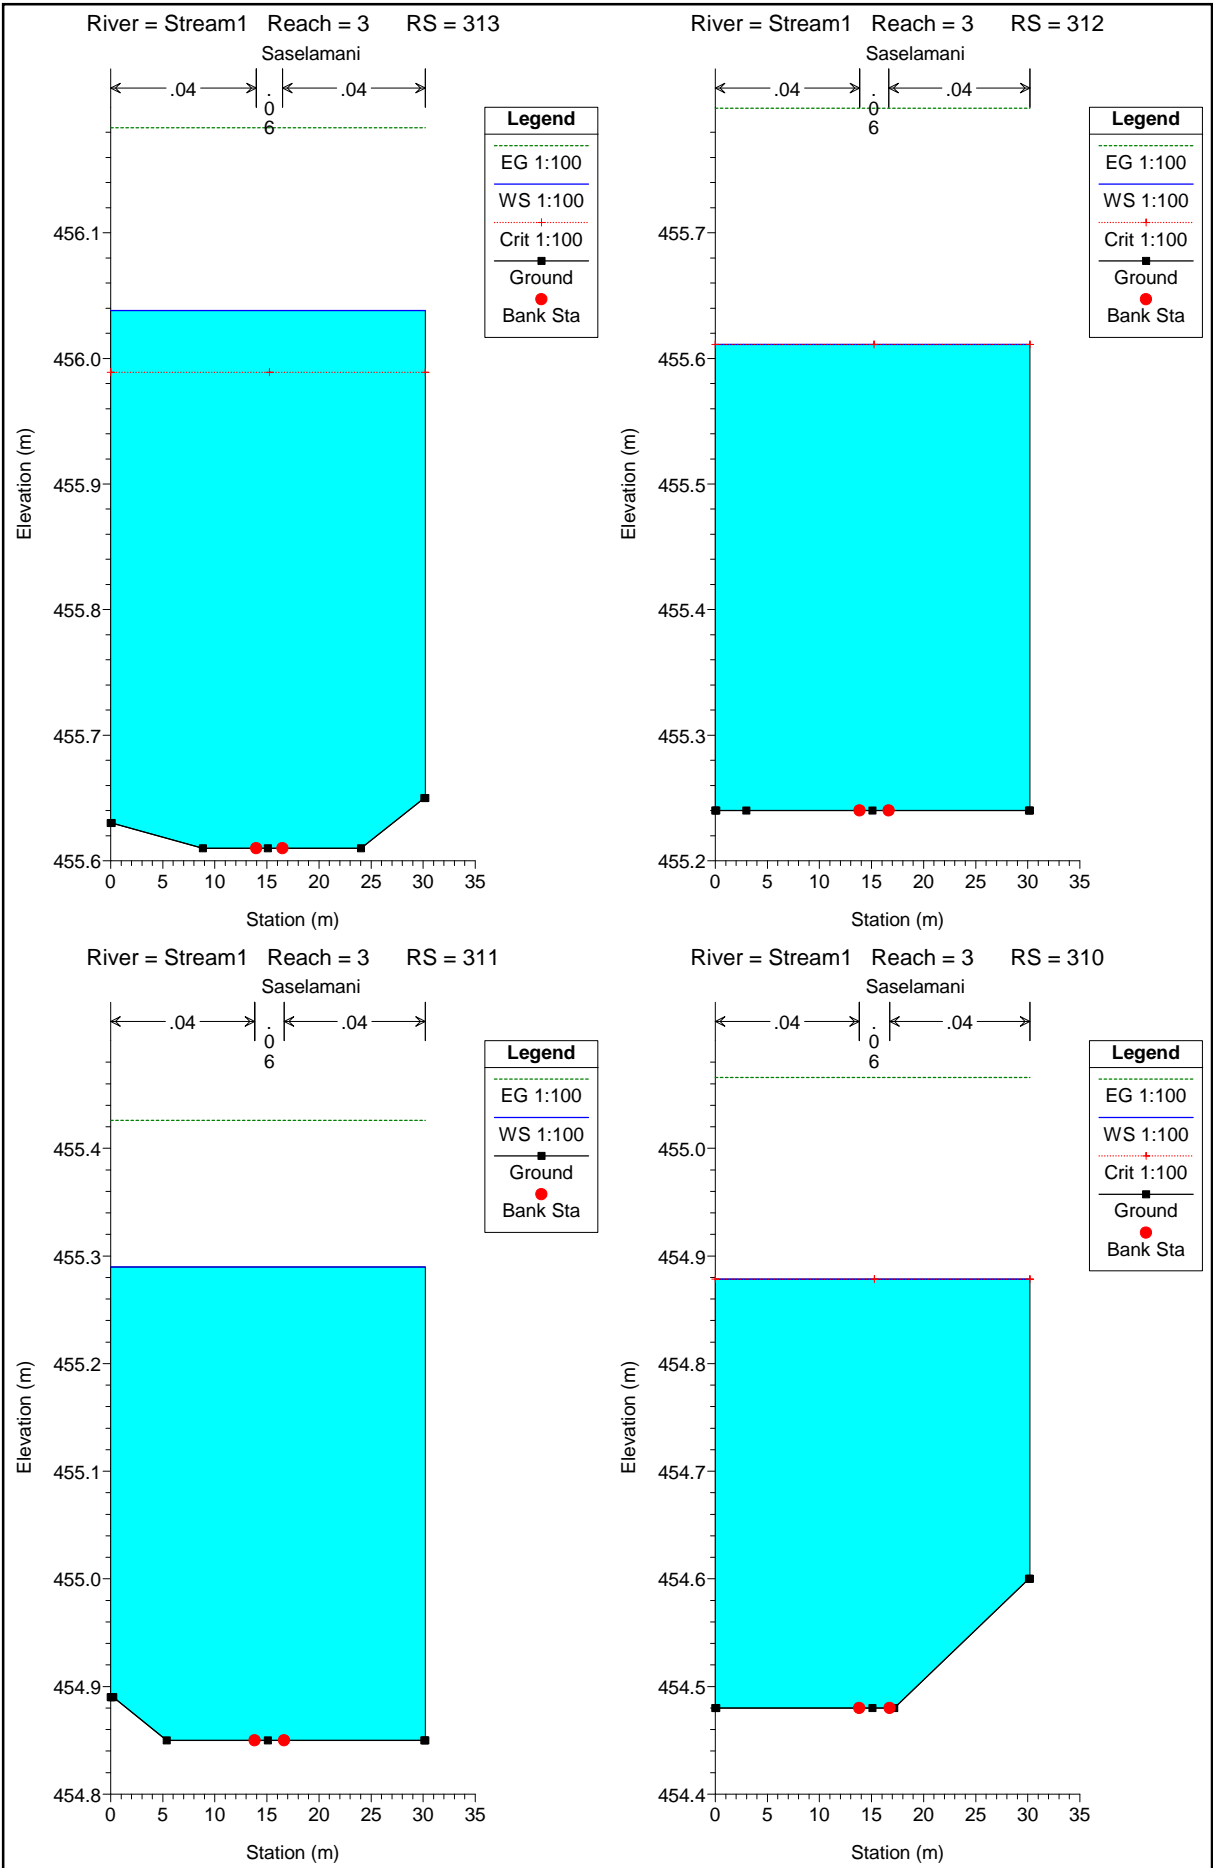 River = Stream1 Reach = 3 RS = 313
Saselamani
.04
.06
.04
Legend
EG 1:100
WS 1:100
Crit 1:100
Ground
Bank Sta
456.1
456.0
455.9
455.8
455.7
455.6
Elevation (m)
0 5 10 15 20 25 30 35
Station (m)
River = Stream1 Reach = 3 RS = 312
Saselamani
.04
.06
.04
Legend
EG 1:100
WS 1:100
Crit 1:100
Ground
Bank Sta
455.7
455.6
455.5
455.4
455.3
455.2
Elevation (m)
0 5 10 15 20 25 30 35
Station (m)
River = Stream1 Reach = 3 RS = 311
Saselamani
.04
.06
.04
Legend
EG 1:100
WS 1:100
Ground
Bank Sta
455.4
455.3
455.2
455.1
455.0
454.9
454.8
Elevation (m)
0 5 10 15 20 25 30 35
Station (m)
River = Stream1 Reach = 3 RS = 310
Saselamani
.04
.06
.04
Legend
EG 1:100
WS 1:100
Crit 1:100
Ground
Bank Sta
455.0
454.9
454.8
454.7
454.6
454.5
454.4
Elevation (m)
0 5 10 15 20 25 30 35
Station (m)